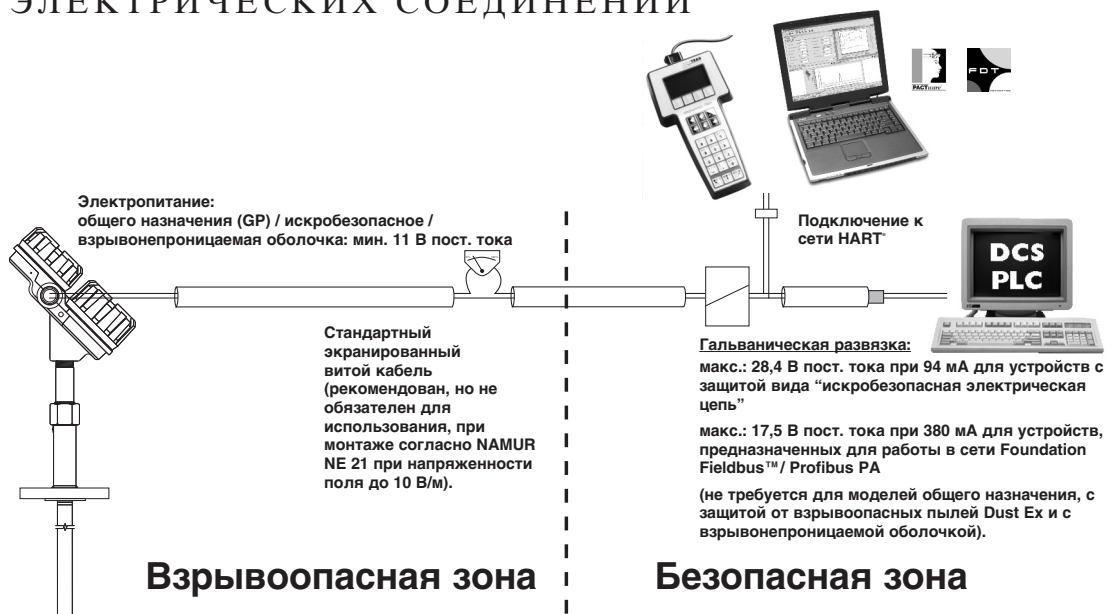 ЭЛЕКТРИЧЕСКИХ СОЕДИНЕНИЙ
PACTware
FDT
Электропитание:
общего назначения (GP) / искробезопасное /
взрывонепроницаемая оболочка: мин. 11 В пост. тока
Подключение к
сети HART®
DCS
PLC
Стандартный
экранированный
витой кабель
(рекомендован, но не
обязателен для
использования, при
монтаже согласно NAMUR
NE 21 при напряженности
поля до 10 В/м).
Гальваническая развязка:
макс.: 28,4 В пост. тока при 94 мА для устройств с
защитой вида “искробезопасная электрическая
цепь”
макс.: 17,5 В пост. тока при 380 мА для устройств,
предназначенных для работы в сети Foundation
Fieldbus™/ Profibus PA
(не требуется для моделей общего назначения, с
защитой от взрывоопасных пылей Dust Ex и с
взрывонепроницаемой оболочкой).
Взрывоопасная зона
Безопасная зона